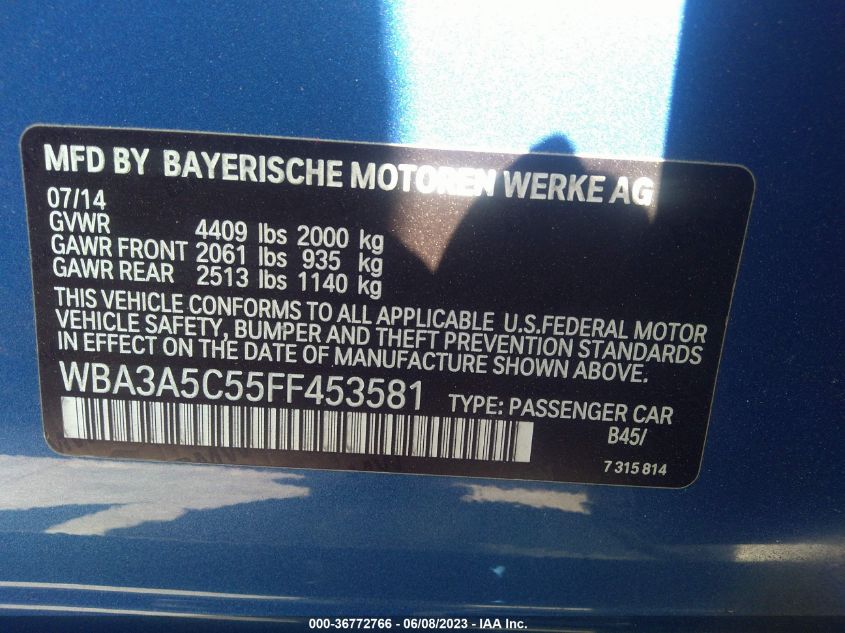 MFD BY BAYERISCHE MOTOREN WERKE AG
07/14
GVWR 4409 lbs 2000 kg
GAWR FRONT 2061 lbs 935 kg
GAWR REAR 2513 lbs 1140 kg
THIS VEHICLE CONFORMS TO ALL APPLICABLE U.S.FEDERAL MOTOR
VEHICLE SAFETY, BUMPER AND THEFT PREVENTION STANDARDS
IN EFFECT ON THE DATE OF MANUFACTURE SHOWN ABOVE.
WBA3A5C55FF453581 TYPE: PASSENGER CAR
B45/
7 315 814
000-36772766 - 06/08/2023 - IAA Inc.